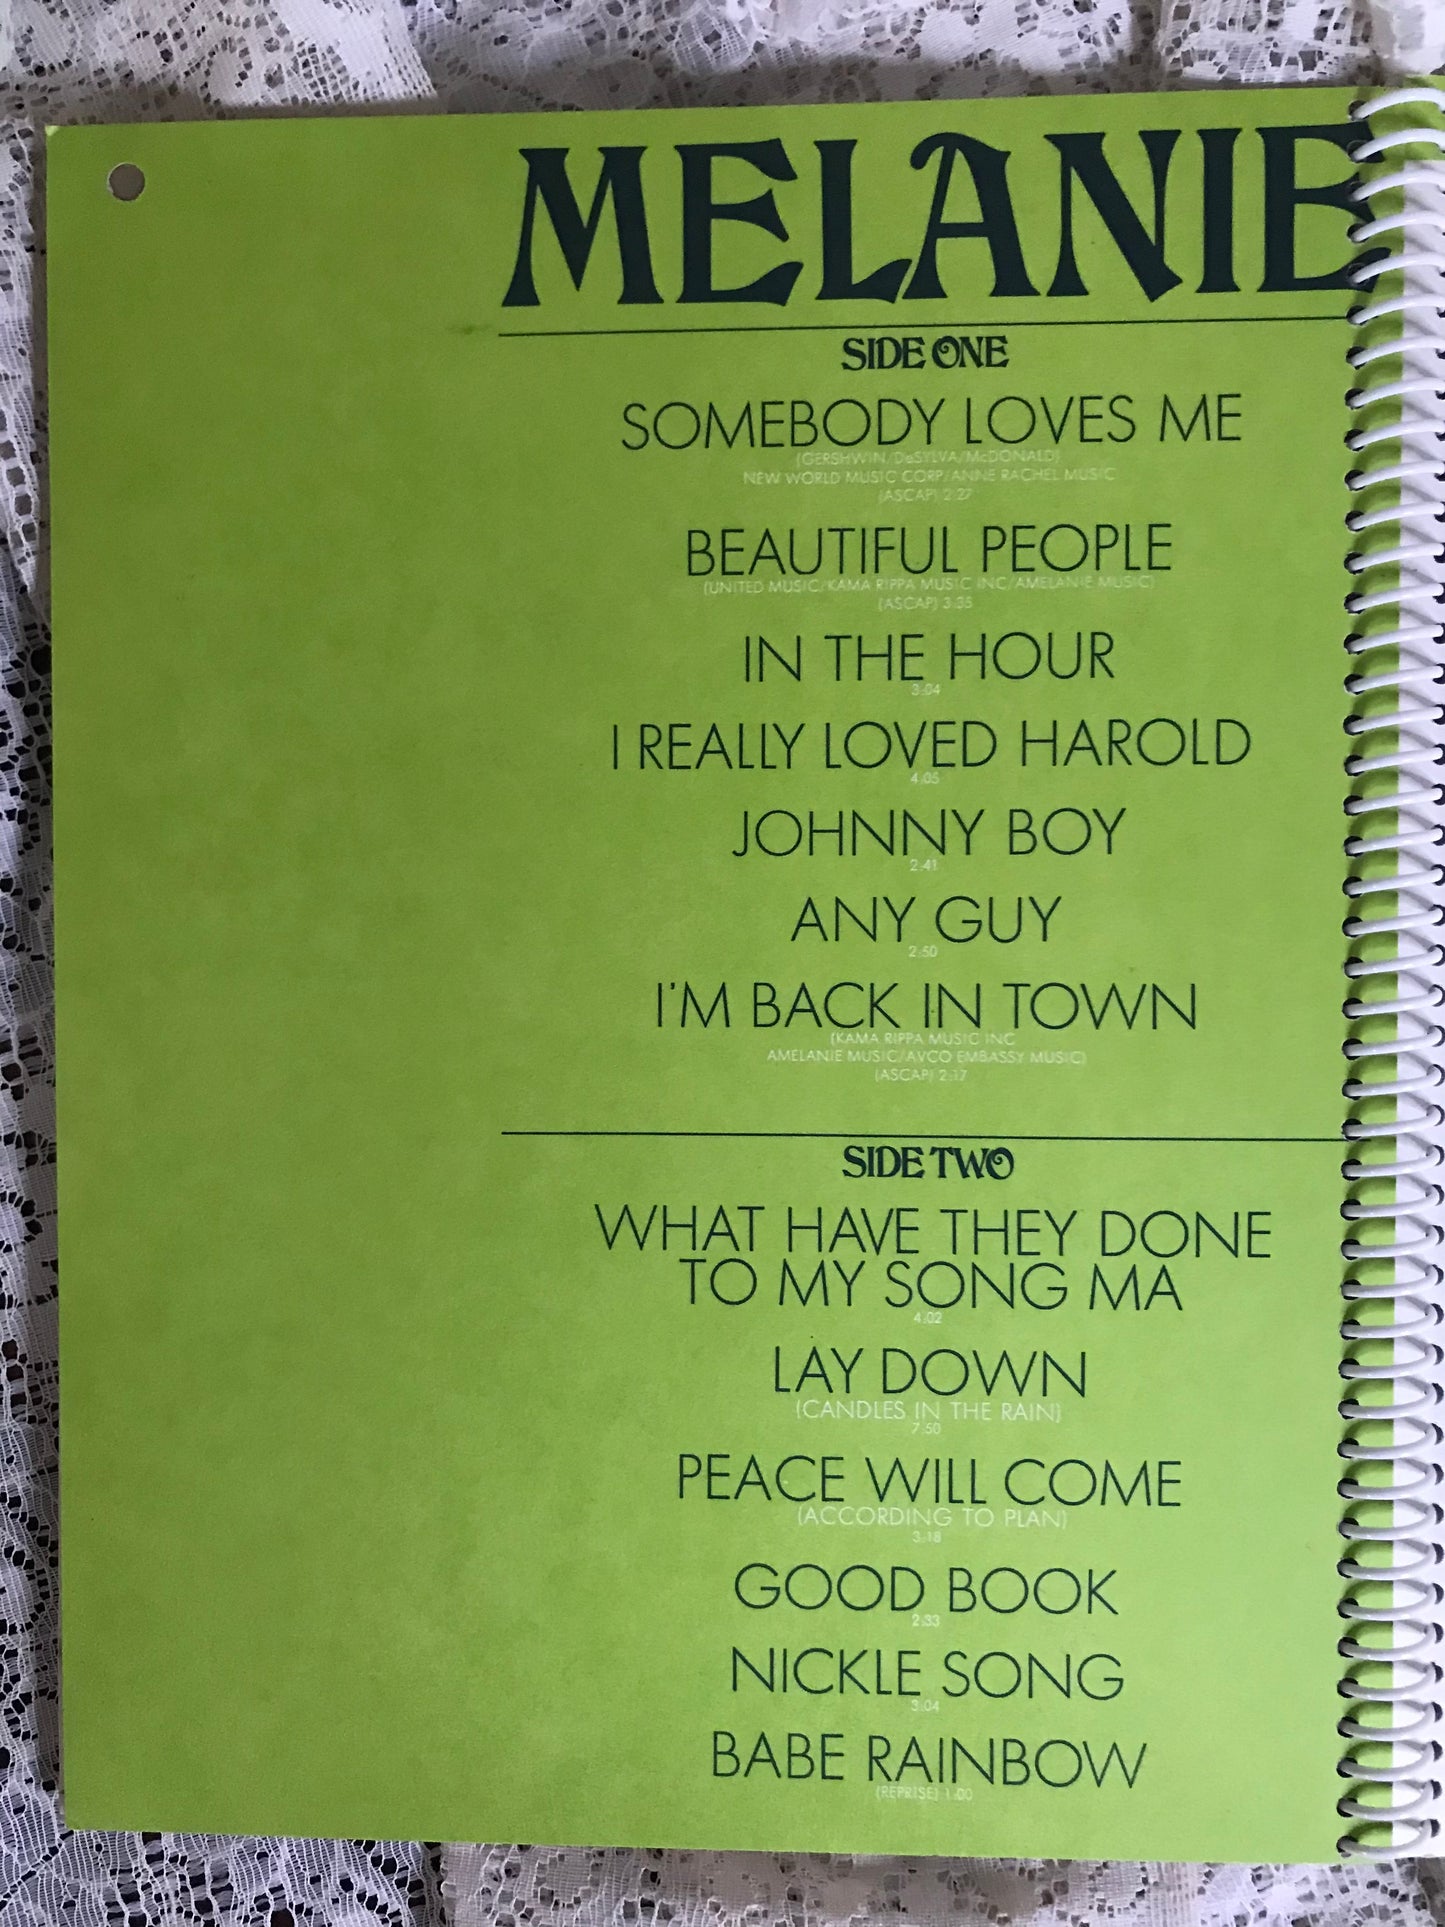 MELANIE
SIDE ONE
SOMEBODY LOVES ME
(GERSHWIN/DeSYLVA/McDONALD)
NEW WORLD MUSIC CORP/ANNE RACHEL MUSIC
(ASCAP) 2:27
BEAUTIFUL PEOPLE
(UNITED MUSIC/KAMA RIPPA MUSIC INC/AMELANIE MUSIC)
(ASCAP) 3:35
IN THE HOUR
3:04
I REALLY LOVED HAROLD
4:05
JOHNNY BOY
2:41
ANY GUY
2:50
I'M BACK IN TOWN
(KAMA RIPPA MUSIC INC
AMELANIE MUSIC/AVCO EMBASSY MUSIC)
(ASCAP) 2:17
SIDE TWO
WHAT HAVE THEY DONE
TO MY SONG MA
4:02
LAY DOWN
(CANDLES IN THE RAIN)
7:50
PEACE WILL COME
(ACCORDING TO PLAN)
3:18
GOOD BOOK
2:33
NICKLE SONG
3:04
BABE RAINBOW
(REPRISE) 1:00